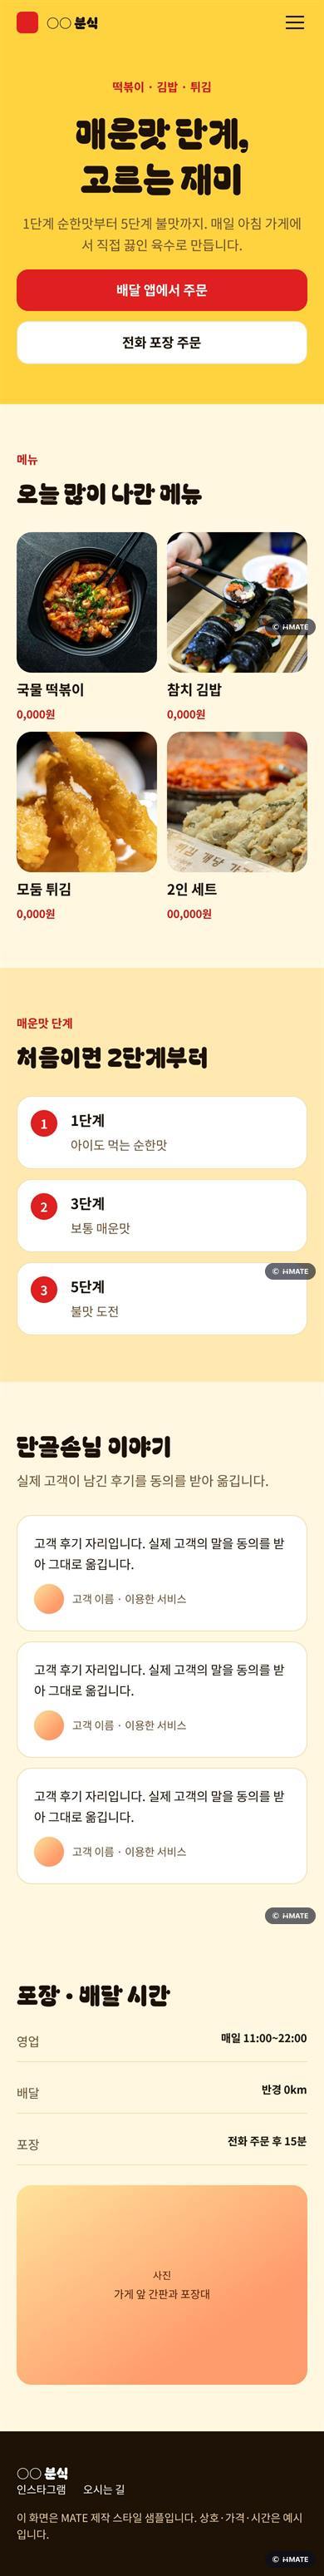 ○○ 분식
떡볶이 · 김밥 · 튀김
매운맛 단계,
고르는 재미
1단계 순한맛부터 5단계 불맛까지. 매일 아침 가게에
서 직접 끓인 육수로 만듭니다.
배달 앱에서 주문
전화 포장 주문
메뉴
오늘 많이 나간 메뉴
© MATE
국물 떡볶이
참치 김밥
0,000원
0,000원
모둠 튀김
2인 세트
0,000원
00,000원
매운맛 단계
처음이면 2단계부터
1
1단계
아이도 먹는 순한맛
2
3단계
보통 매운맛
© MATE
3
5단계
불맛 도전
단골손님 이야기
실제 고객이 남긴 후기를 동의를 받아 옮깁니다.
고객 후기 자리입니다. 실제 고객의 말을 동의를 받
아 그대로 옮깁니다.
고객 이름 · 이용한 서비스
고객 후기 자리입니다. 실제 고객의 말을 동의를 받
아 그대로 옮깁니다.
고객 이름 · 이용한 서비스
고객 후기 자리입니다. 실제 고객의 말을 동의를 받
아 그대로 옮깁니다.
고객 이름 · 이용한 서비스
© MATE
포장 · 배달 시간
영업 매일 11:00~22:00
배달 반경 0km
포장 전화 주문 후 15분
사진
가게 앞 간판과 포장대
○○ 분식
인스타그램 오시는 길
이 화면은 MATE 제작 스타일 샘플입니다. 상호·가격·시간은 예시
입니다.
© MATE